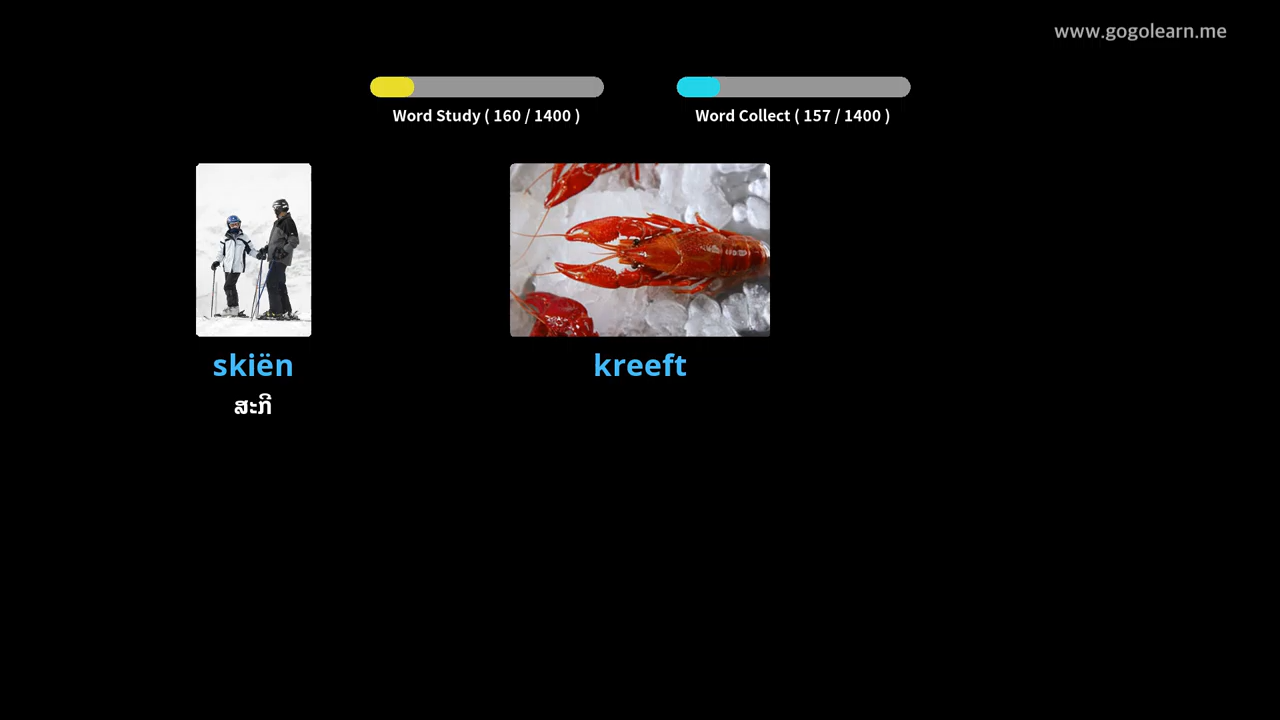 www.gogolearn.me
Word Study ( 160 / 1400 )
Word Collect ( 157 / 1400 )
skiën
kreeft
ສະກີ